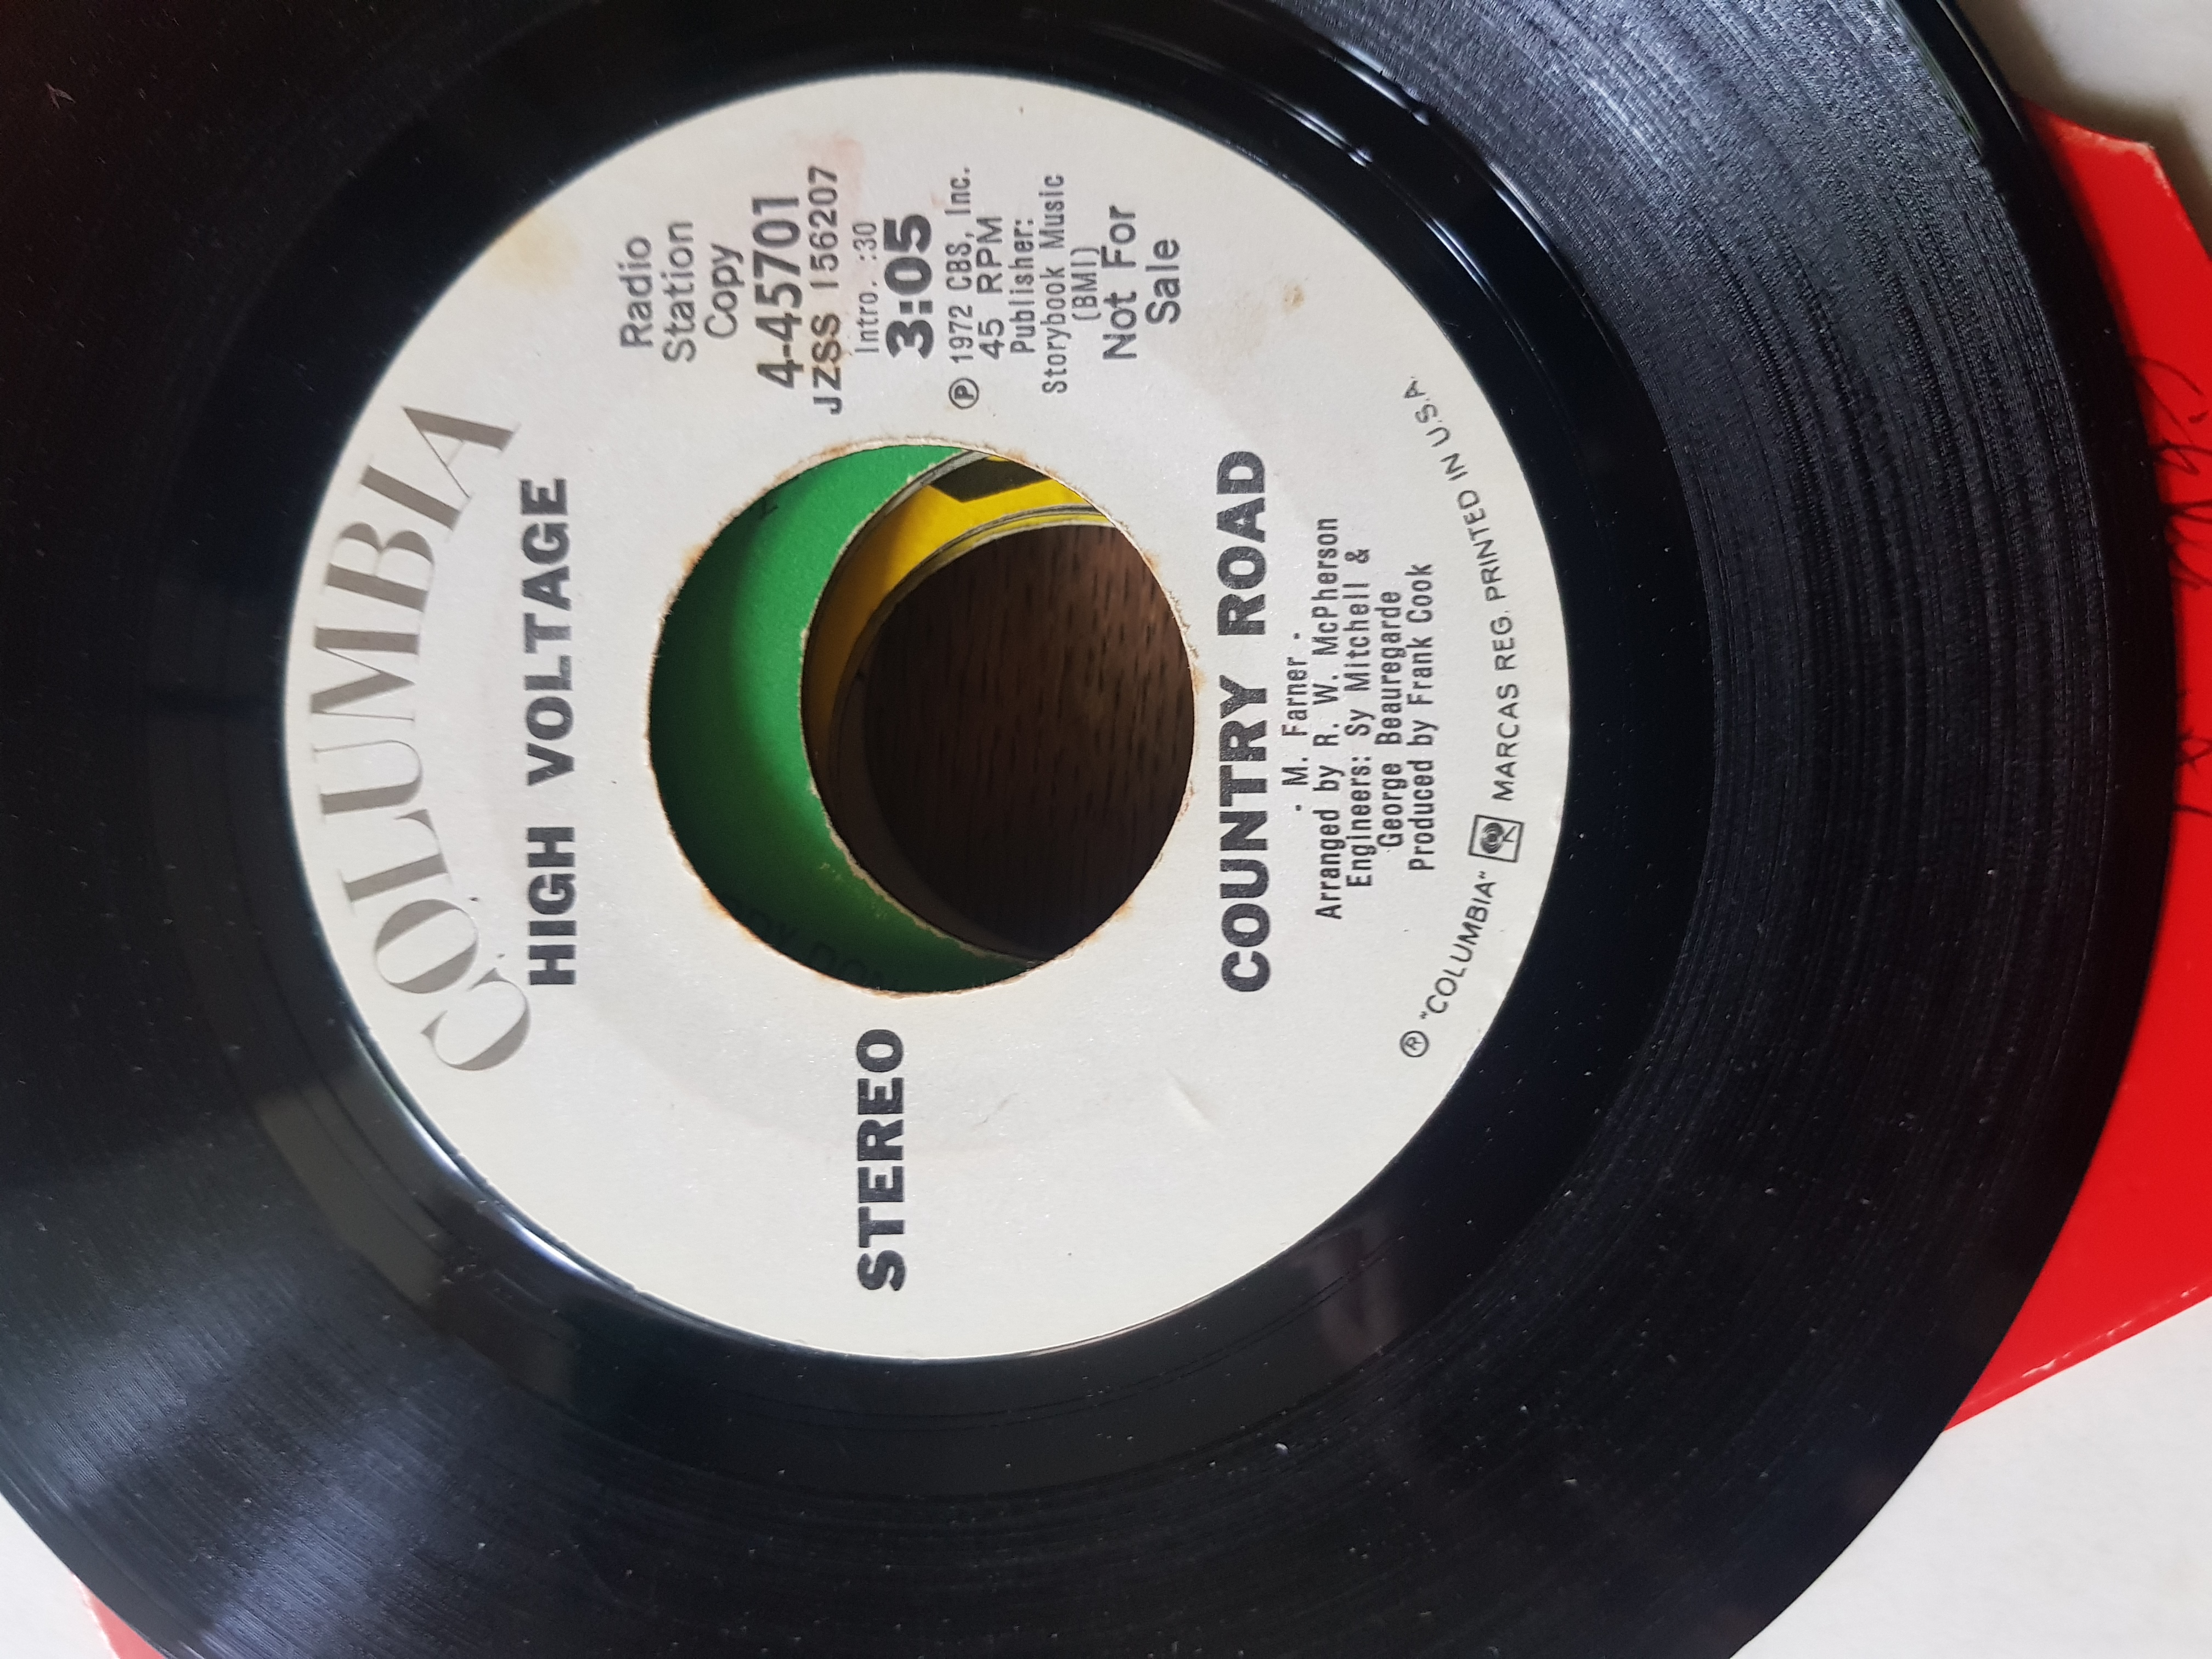 COLUMBIA
HIGH VOLTAGE
STEREO
Radio
Station
Copy
4-45701
JZSS 156207
Intro. :30
3:05
℗ 1972 CBS, Inc.
45 RPM
Publisher:
Storybook Music
(BMI)
Not For
Sale
COUNTRY ROAD
- M. Farner -
Arranged by R. W. McPherson
Engineers: Sy Mitchell &
George Beauregarde
Produced by Frank Cook
® "COLUMBIA" MARCAS REG. PRINTED IN U.S.A.